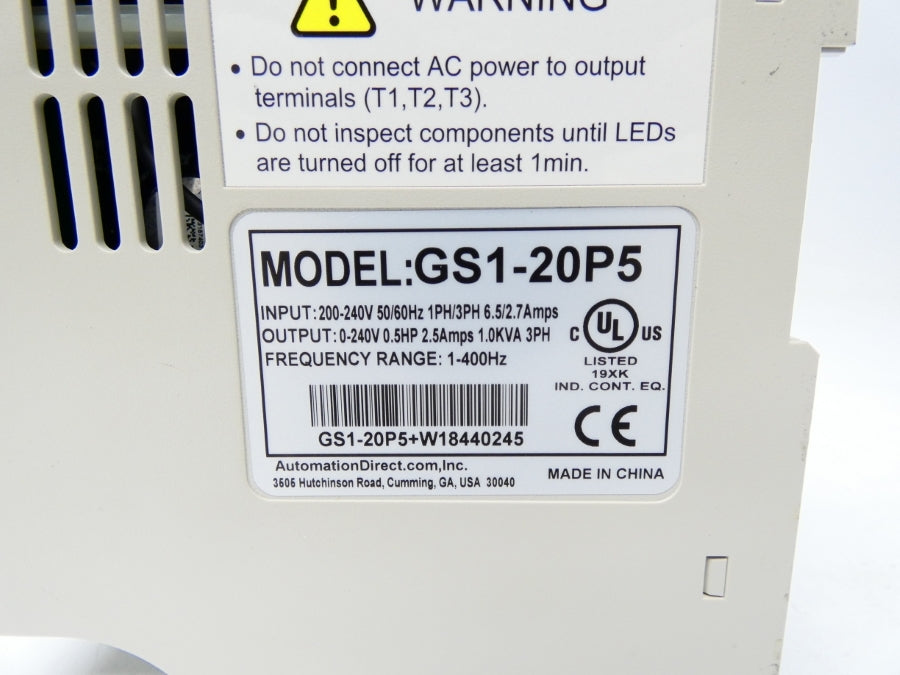 WARNING
• Do not connect AC power to output
terminals (T1,T2,T3).
• Do not inspect components until LEDs
are turned off for at least 1min.
MODEL:GS1-20P5
INPUT: 200-240V 50/60Hz 1PH/3PH 6.5/2.7Amps
OUTPUT: 0-240V 0.5HP 2.5Amps 1.0KVA 3PH
FREQUENCY RANGE: 1-400Hz
C UL US
LISTED
19XK
IND. CONT. EQ.
CE
GS1-20P5+W18440245
AutomationDirect.com,Inc.
3505 Hutchinson Road, Cumming, GA, USA 30040
MADE IN CHINA